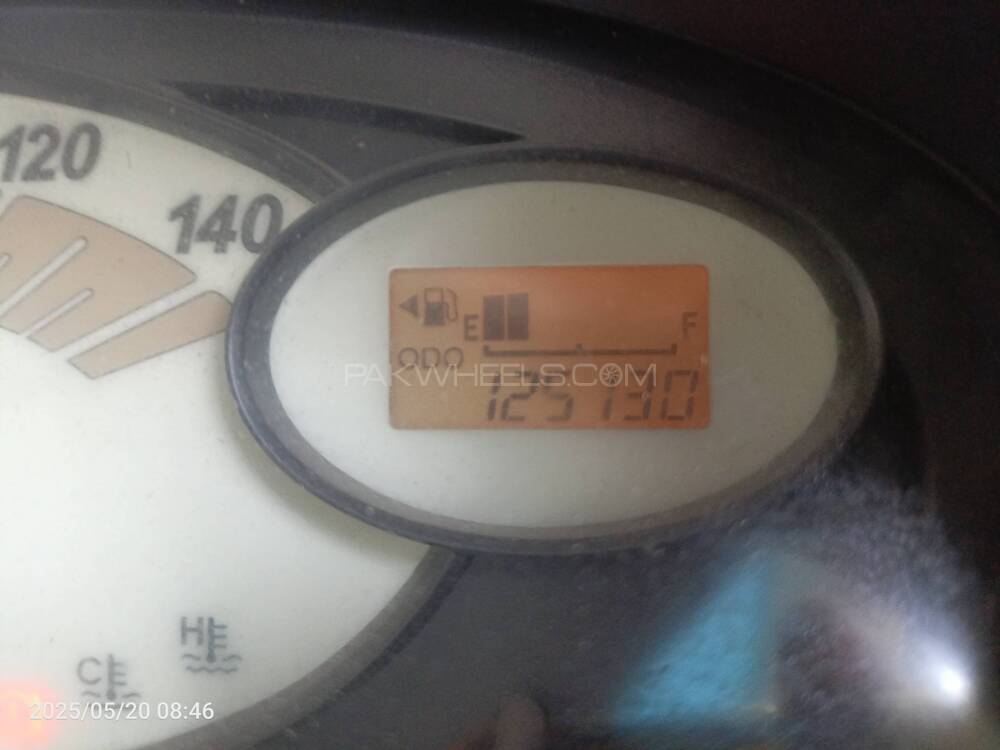 120
140
E
F
ODO
PAKWHEELS.COM
125130
H
C
2025/05/20 08:46